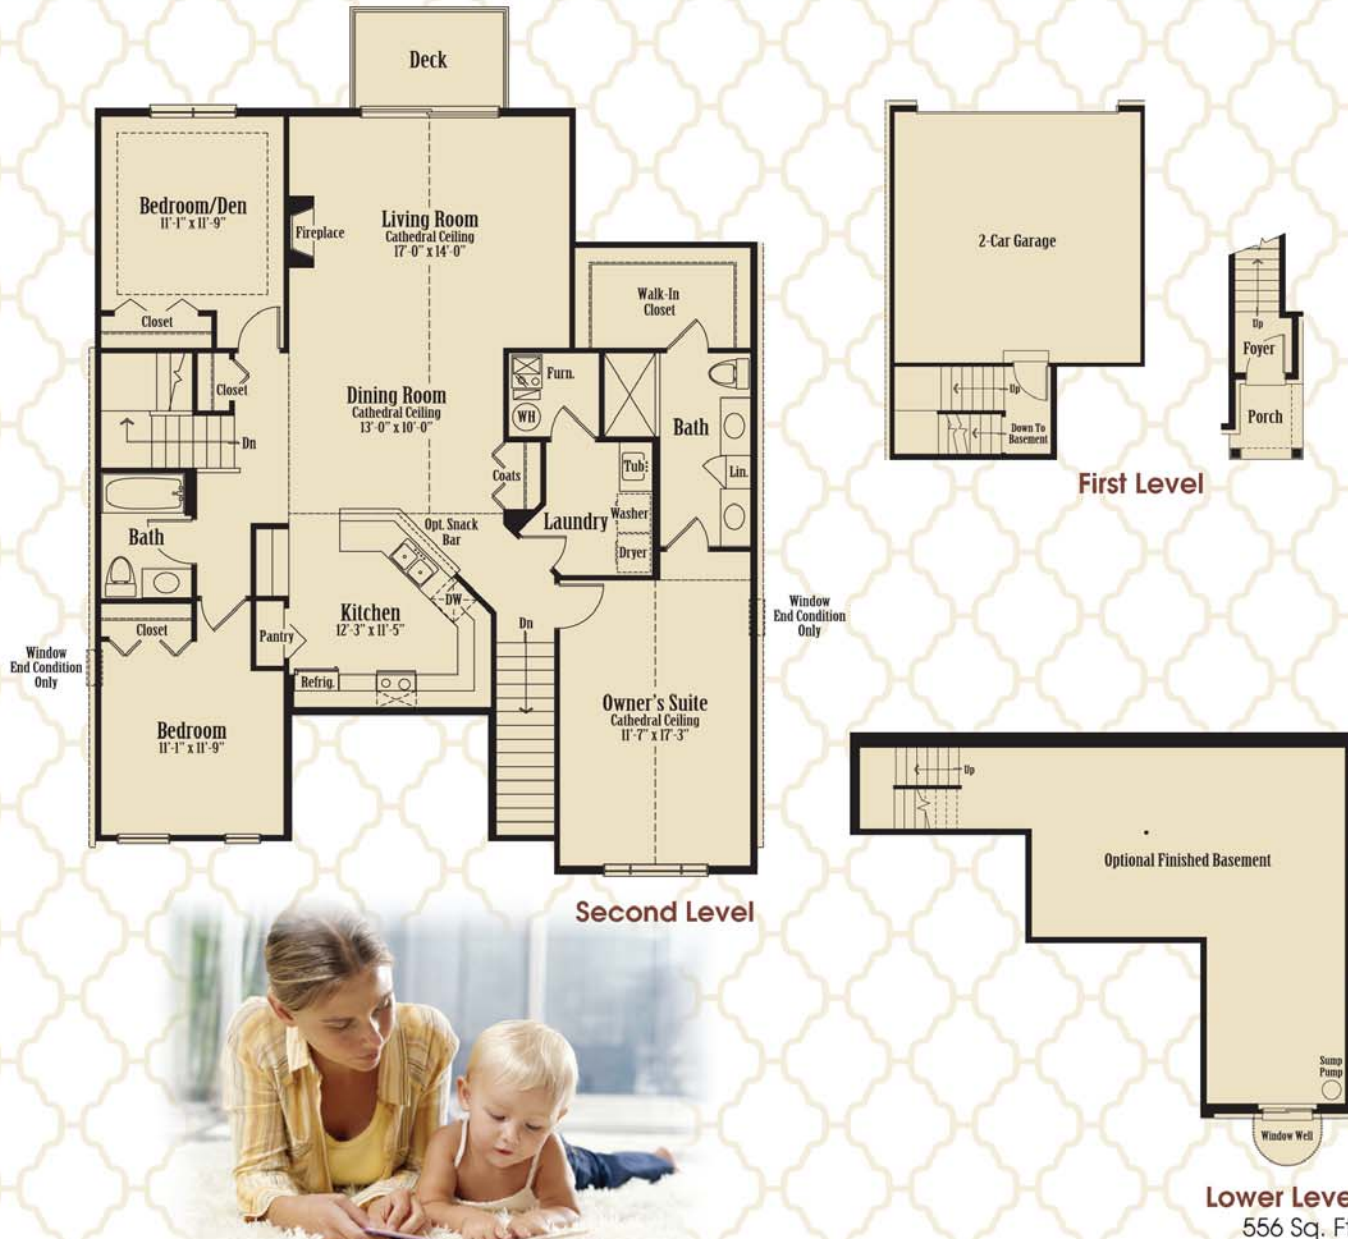 Deck
Bedroom/Den
11'-1" x 11'-9"
Fireplace
Living Room
Cathedral Ceiling
17'-0" x 14'-0"
Closet
Walk-In
Closet
Closet
Dn
Dining Room
Cathedral Ceiling
13'-0" x 10'-0"
Furn.
WH
Bath
Lin.
Coats
Tub
Laundry
Washer
Dryer
Bath
Opt. Snack
Bar
DW
Kitchen
12'-3" x 11'-5"
Pantry
Refrig.
Closet
Window
End Condition
Only
Bedroom
11'-1" x 11'-9"
Dn
Owner's Suite
Cathedral Ceiling
11'-7" x 17'-3"
Window
End Condition
Only
Second Level
2-Car Garage
Up
Down To
Basement
Up
Foyer
Porch
First Level
Up
Optional Finished Basement
Sump
Pump
Window Well
Lower Leve
556 Sq. Ft